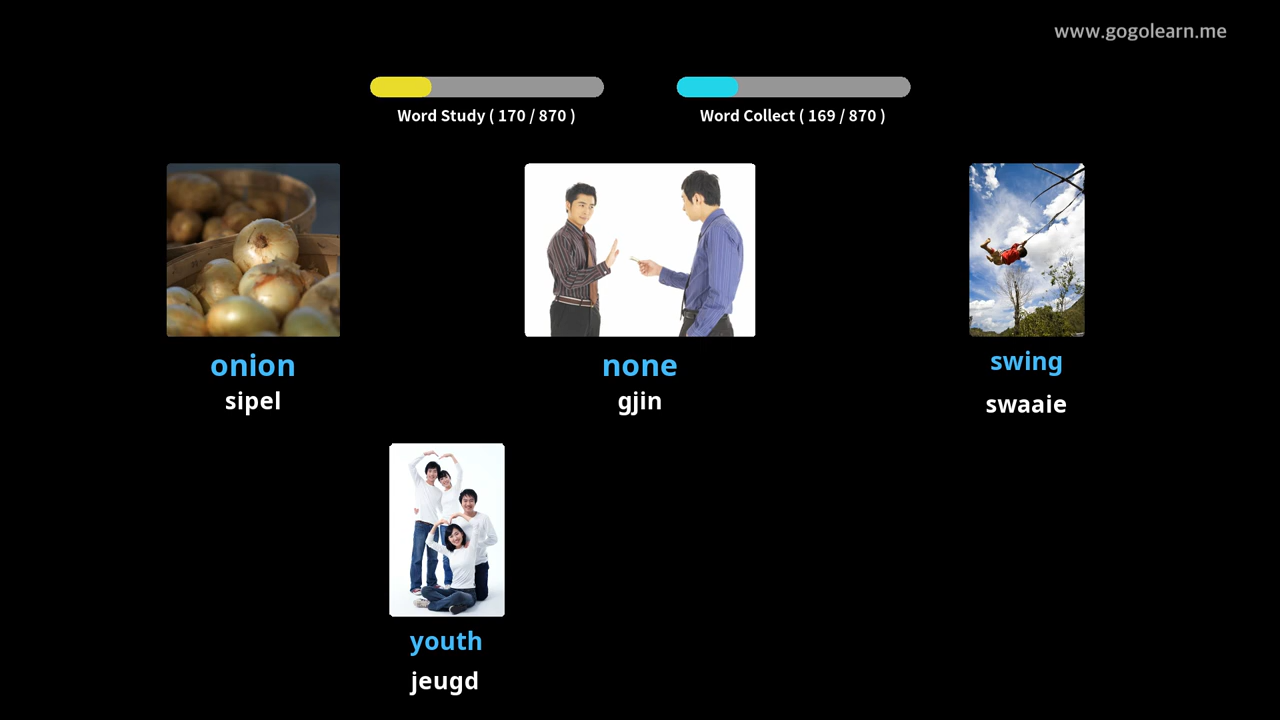 www.gogolearn.me
Word Study ( 170 / 870 )
Word Collect ( 169 / 870 )
onion
sipel
none
gjin
swing
swaaie
youth
jeugd